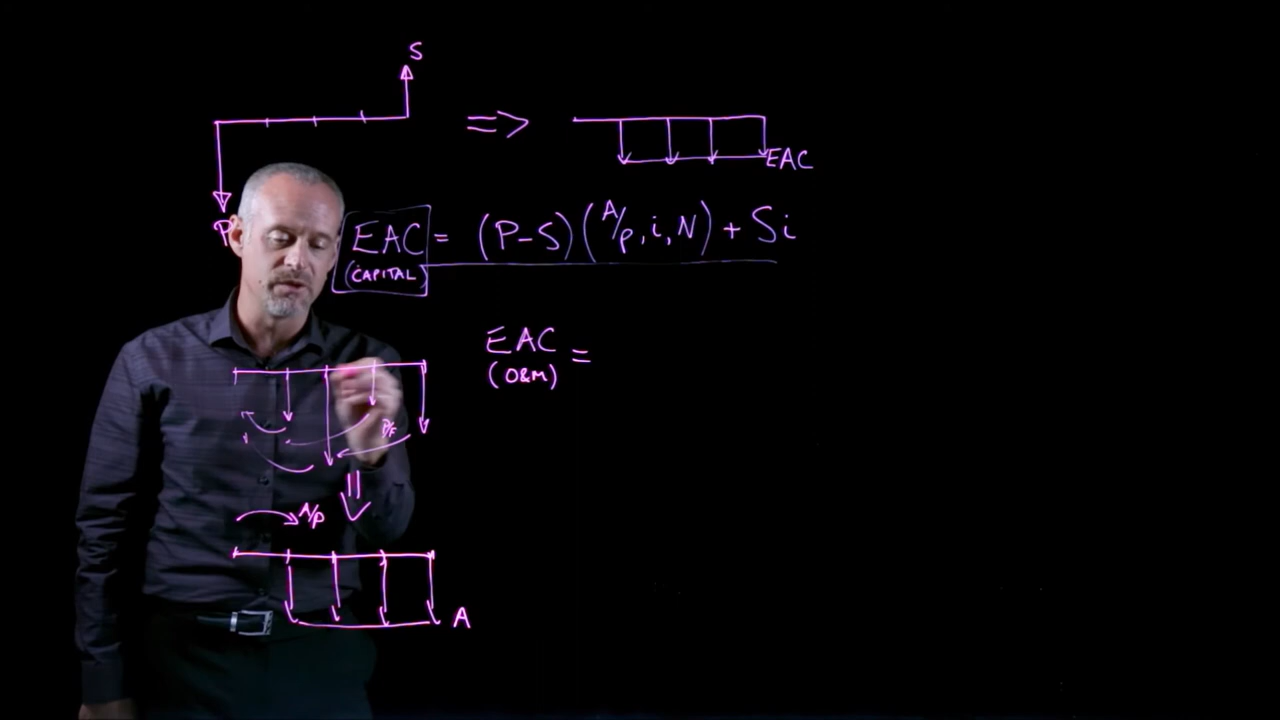 S
=> EAC
P
EAC = (P-S)(A/P, i, N) + Si
(CAPITAL)
EAC =
(O&M)
P/F
A/P
A